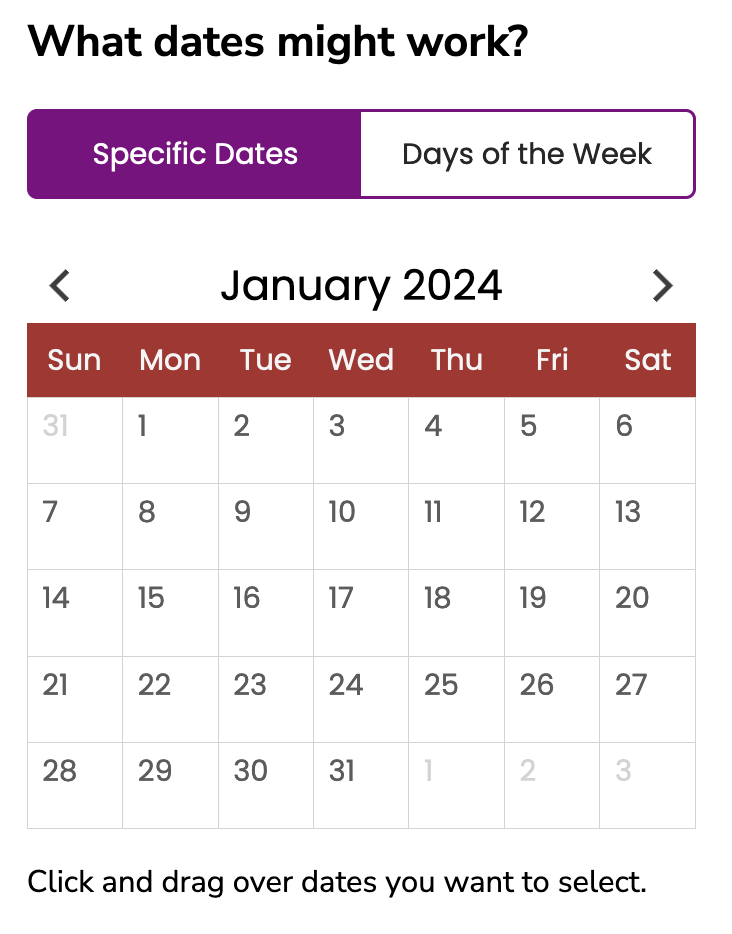 What dates might work?
Specific Dates Days of the Week
January 2024
Sun Mon Tue Wed Thu Fri Sat
31 1 2 3 4 5 6
7 8 9 10 11 12 13
14 15 16 17 18 19 20
21 22 23 24 25 26 27
28 29 30 31 1 2 3
Click and drag over dates you want to select.